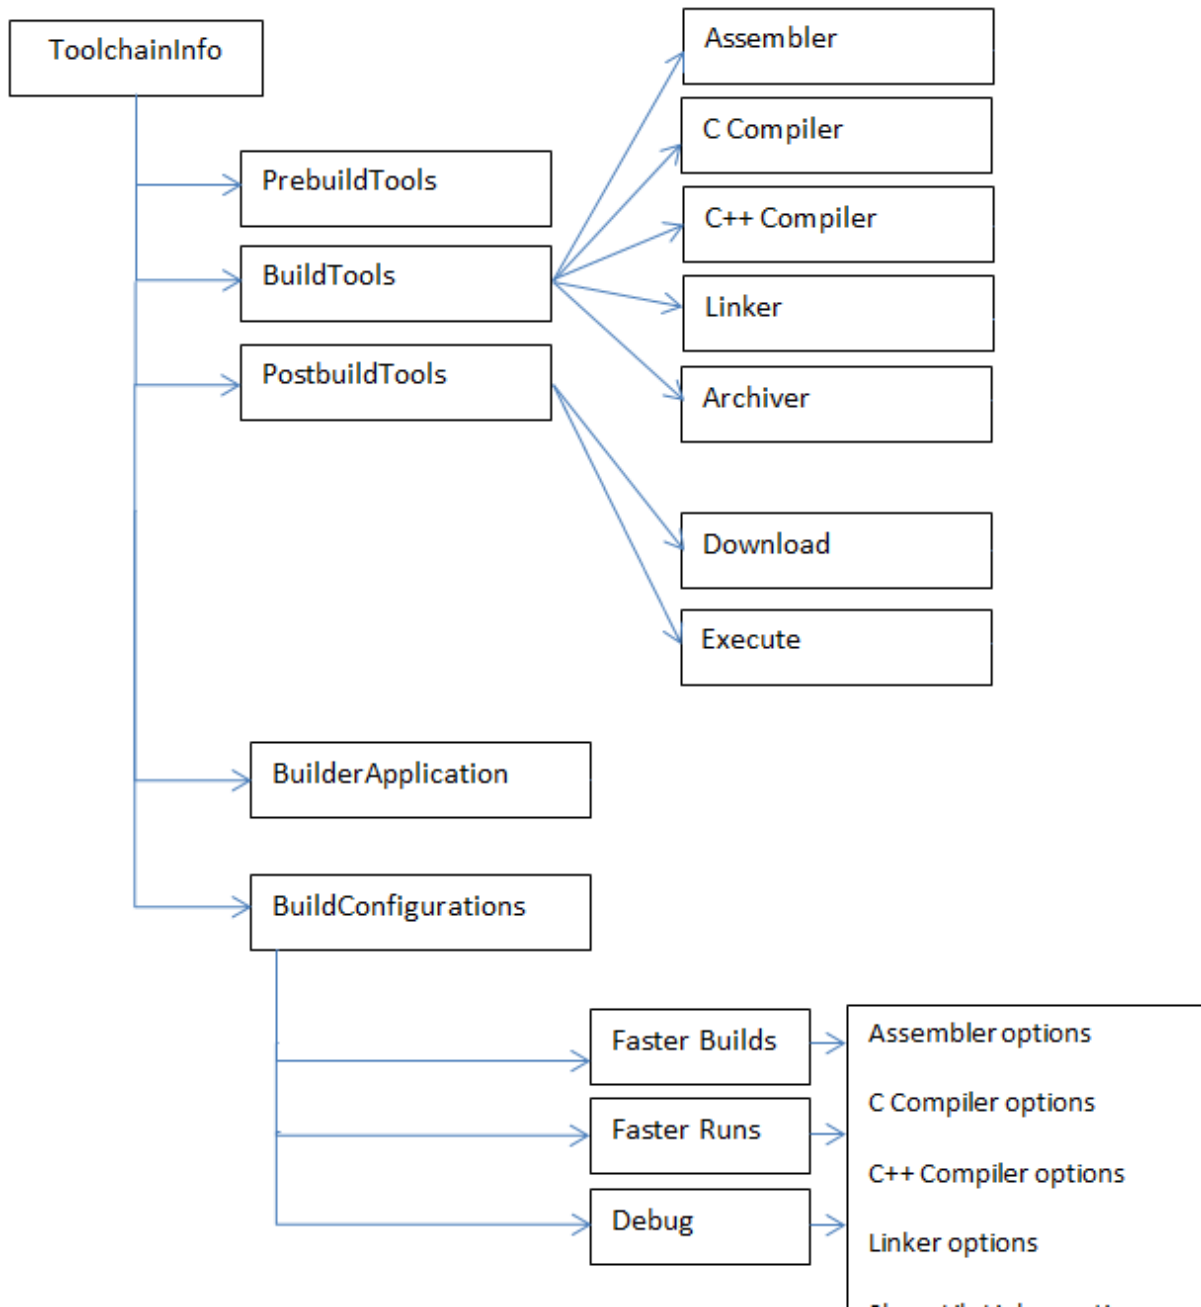 ToolchainInfo
PrebuildTools
BuildTools
PostbuildTools
Assembler
C Compiler
C++ Compiler
Linker
Archiver
Download
Execute
BuilderApplication
BuildConfigurations
Faster Builds
Faster Runs
Debug
Assembler options
C Compiler options
C++ Compiler options
Linker options